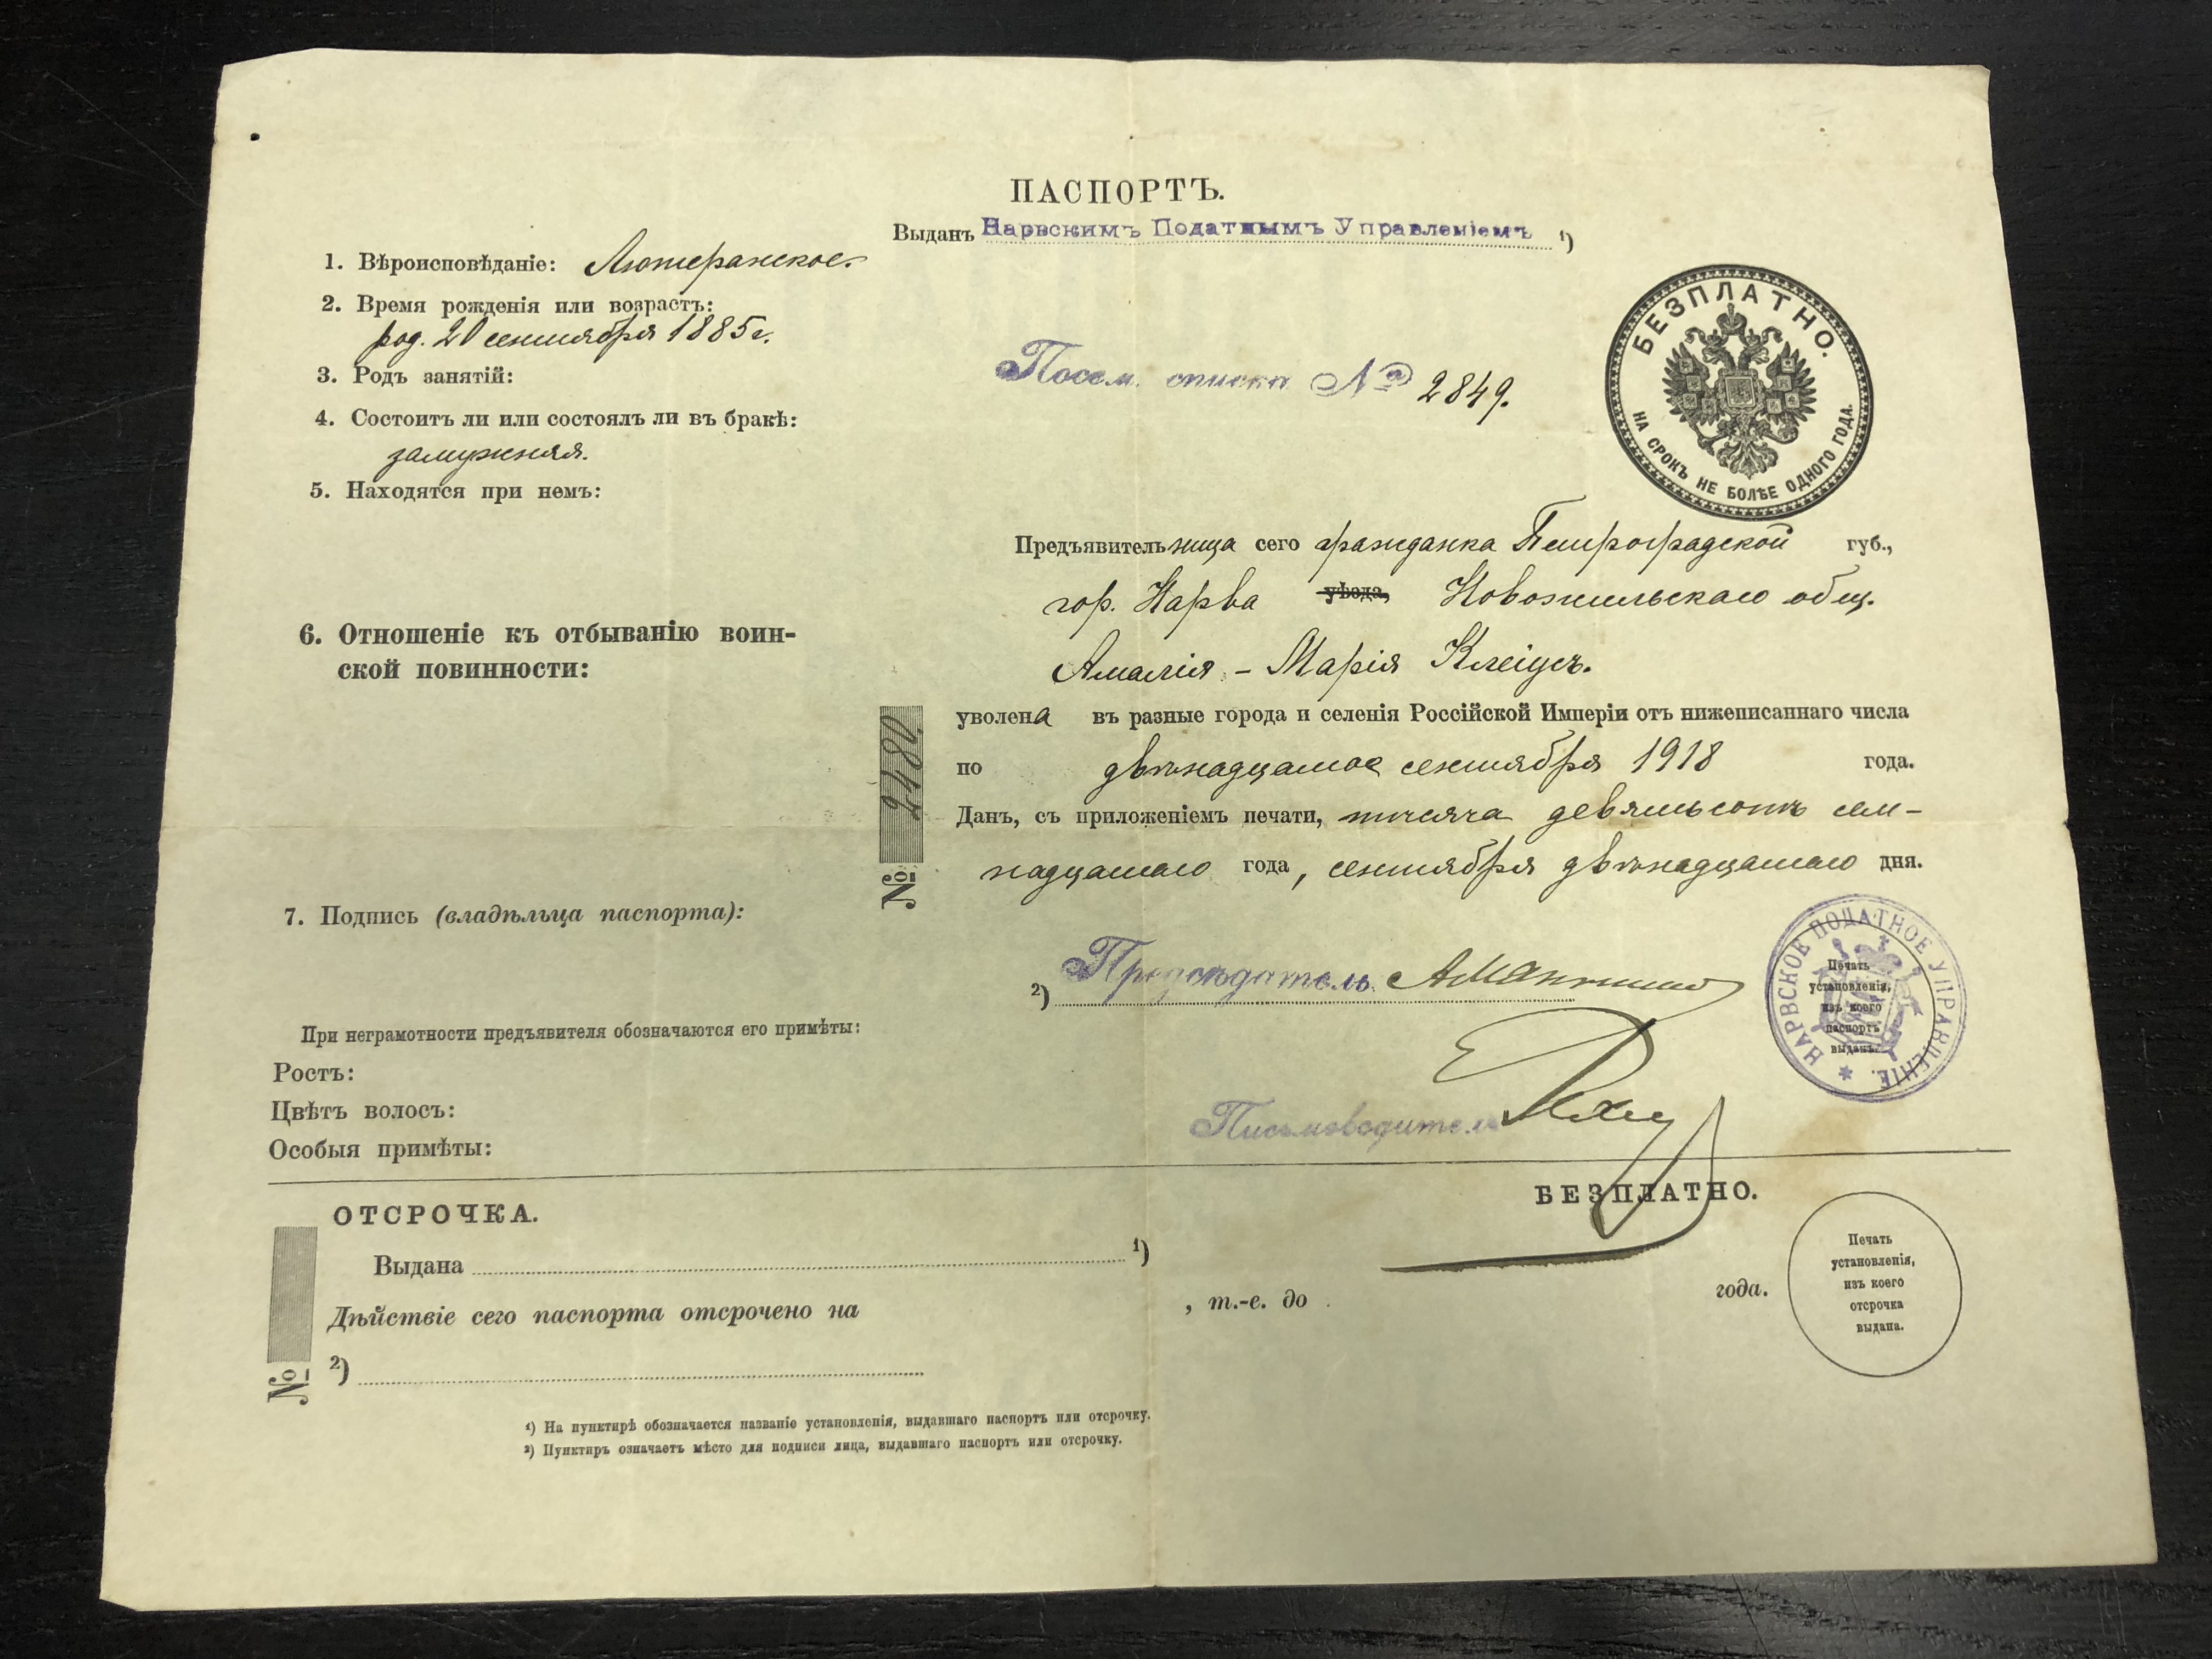 ПАСПОРТЪ.
Выданъ Нарвскимъ Податнымъ Управленіемъ ¹)
1. Вѣроисповѣданіе: Лютеранское.
2. Время рожденія или возрастъ:
род. 20 сентября 1885 г.
3. Родъ занятій:
4. Состоитъ ли или состоялъ ли въ бракѣ:
замужняя.
5. Находятся при немъ:
6. Отношеніе къ отбыванію воин-
ской повинности:
7. Подпись (владѣльца паспорта):
При неграмотности предъявителя обозначаются его примѣты:
Ростъ:
Цвѣтъ волосъ:
Особыя примѣты:
Посем. списка № 2849.
БЕЗПЛАТНО.
НА СРОКЪ НЕ БОЛѢЕ ОДНОГО ГОДА.
Предъявительница сего гражданка Петроградской губ.,
гор. Нарва уѣзда, Новожильскаго общ.
Амалія - Марія Клеіусъ.
уволена въ разные города и селенія Россійской Имперіи отъ нижеписаннаго числа
по двѣнадцатое сентября 1918 года.
Данъ, съ приложеніемъ печати, тысяча девятьсотъ сем-
надцатаго года, сентября двѣнадцатаго дня.
№ 2480.
²) Предсѣдатель
НАРВСКОЕ ПОДАТНОЕ УПРАВЛЕНІЕ.
Печать
установленія,
изъ коего
паспортъ
выданъ.
Письмоводитель
ОТСРОЧКА.
БЕЗПЛАТНО.
Выдана ¹)
Дѣйствіе сего паспорта отсрочено на , т.-е. до года.
№
²)
Печать
установленія,
изъ коего
отсрочка
выдана.
¹) На пунктирѣ обозначается названіе установленія, выдавшаго паспортъ или отсрочку.
²) Пунктиръ означаетъ мѣсто для подписи лица, выдавшаго паспортъ или отсрочку.